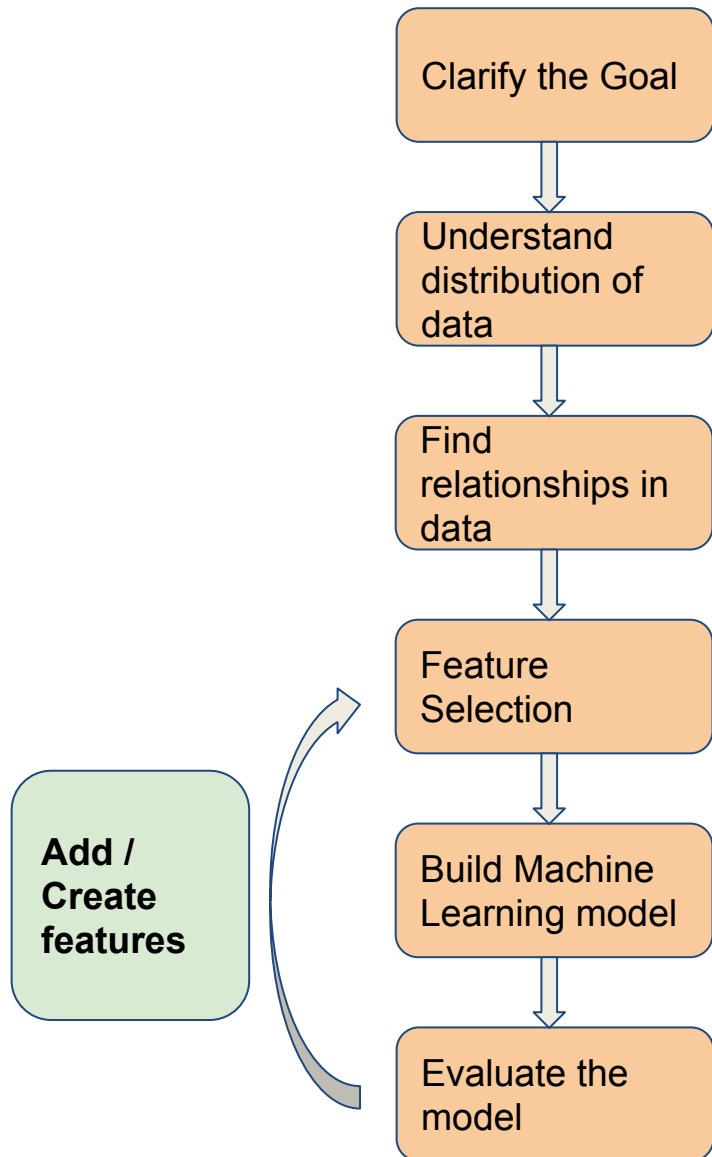 Clarify the Goal
Understand
distribution of
data
Find
relationships in
data
Feature
Selection
Add /
Create
features
Build Machine
Learning model
Evaluate the
model